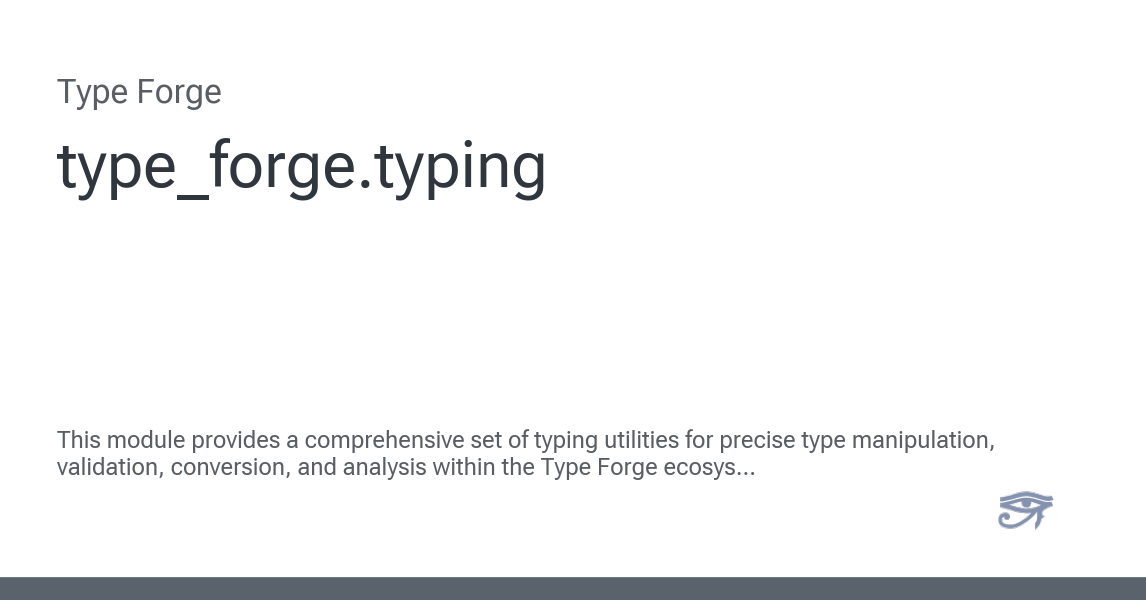 Type Forge
type_forge.typing
This module provides a comprehensive set of typing utilities for precise type manipulation,
validation, conversion, and analysis within the Type Forge ecosys...